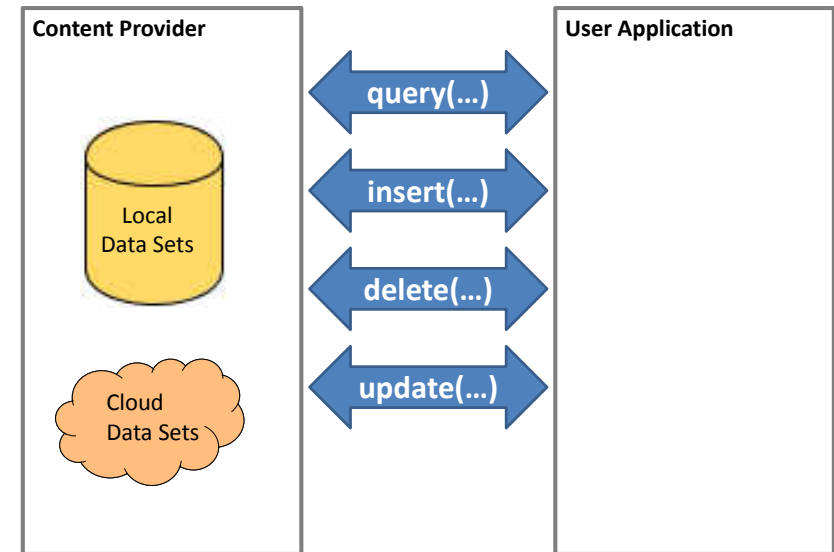 Content Provider
User Application
query(…)
insert(…)
delete(…)
update(…)
Local
Data Sets
Cloud
Data Sets